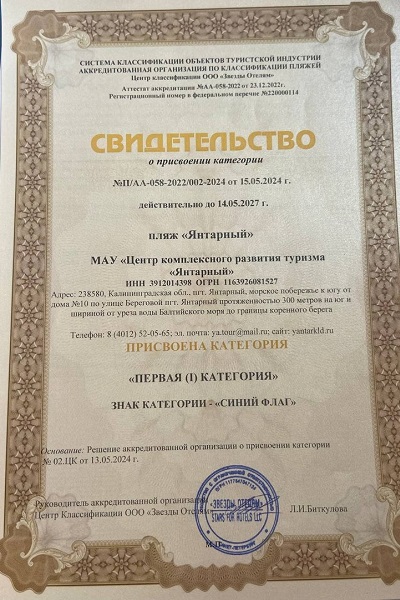 СИСТЕМА КЛАССИФИКАЦИИ ОБЪЕКТОВ ТУРИСТСКОЙ ИНДУСТРИИ
АККРЕДИТОВАННАЯ ОРГАНИЗАЦИЯ ПО КЛАССИФИКАЦИИ ПЛЯЖЕЙ
Центр классификации ООО «Звезды Отелям»
Аттестат аккредитации №АА-058-2022 от 23.12.2022г.
Регистрационный номер в федеральном перечне №220000114
СВИДЕТЕЛЬСТВО
о присвоении категории
№П/АА-058-2022/002-2024 от 15.05.2024 г.
действительно до 14.05.2027 г.
пляж «Янтарный»
МАУ «Центр комплексного развития туризма
«Янтарный»
ИНН 3912014398 ОГРН 1163926081527
Адрес: 238580, Калининградская обл., пгт. Янтарный, морское побережье к югу от
дома №10 по улице Береговой пгт. Янтарный протяженностью 300 метров на юг и
шириной от уреза воды Балтийского моря до границы коренного берега
Телефон: 8 (4012) 52-05-65; эл. почта: ya.tour@mail.ru; сайт: yantarkld.ru
ПРИСВОЕНА КАТЕГОРИЯ
«ПЕРВАЯ (I) КАТЕГОРИЯ»
ЗНАК КАТЕГОРИИ - «СИНИЙ ФЛАГ»
Основание: Решение аккредитованной организации о присвоении категории
№ 02.ЦК от 13.05.2024 г.
Руководитель аккредитованной организации
Центр Классификации ООО «Звезды Отелям»
Л.И.Биткулова
«ЗВЕЗДЫ ОТЕЛЯМ»
STARS FOR HOTELS LLC
М.П.